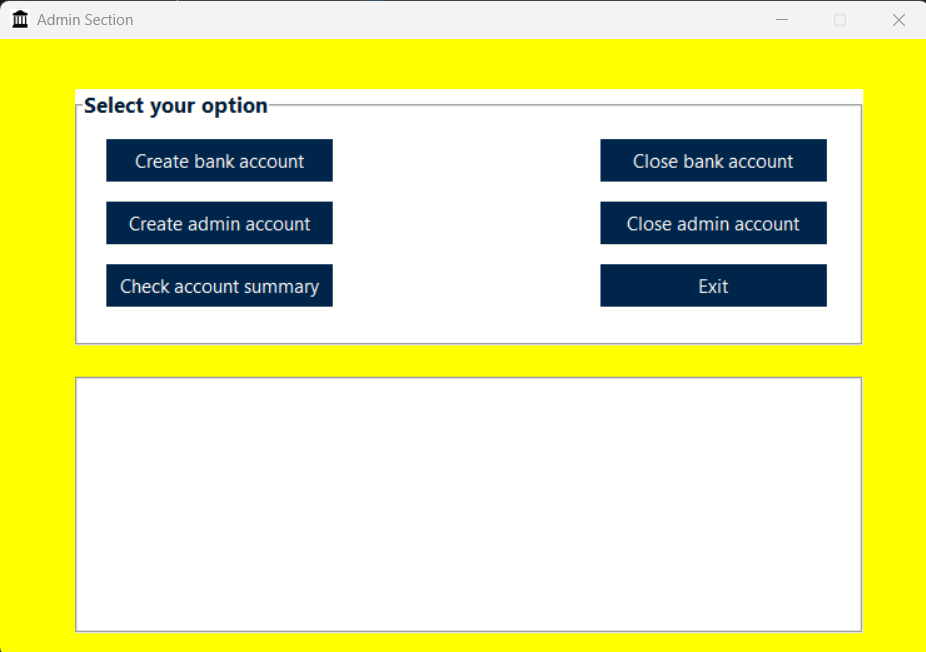 Admin Section
Select your option
Create bank account
Close bank account
Create admin account
Close admin account
Check account summary
Exit